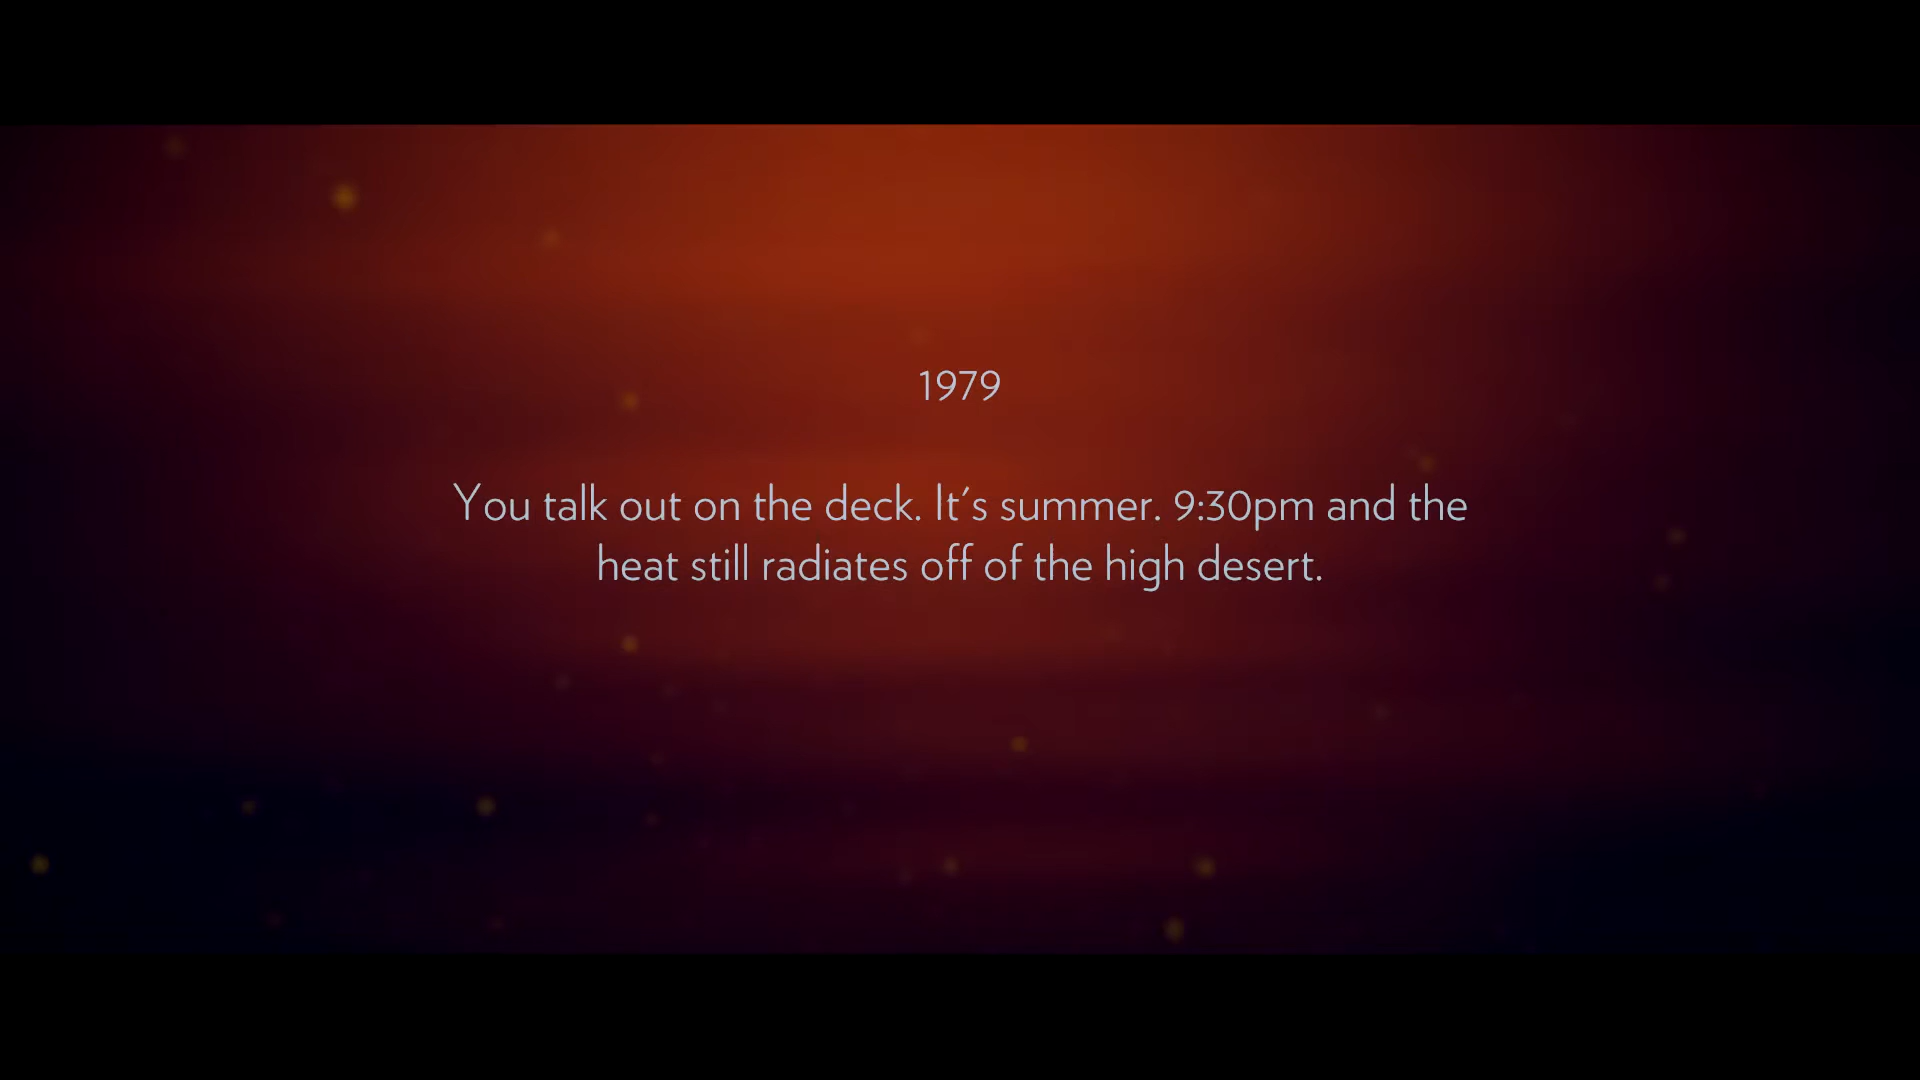 1979
You talk out on the deck. It's summer. 9:30pm and the
heat still radiates off of the high desert.